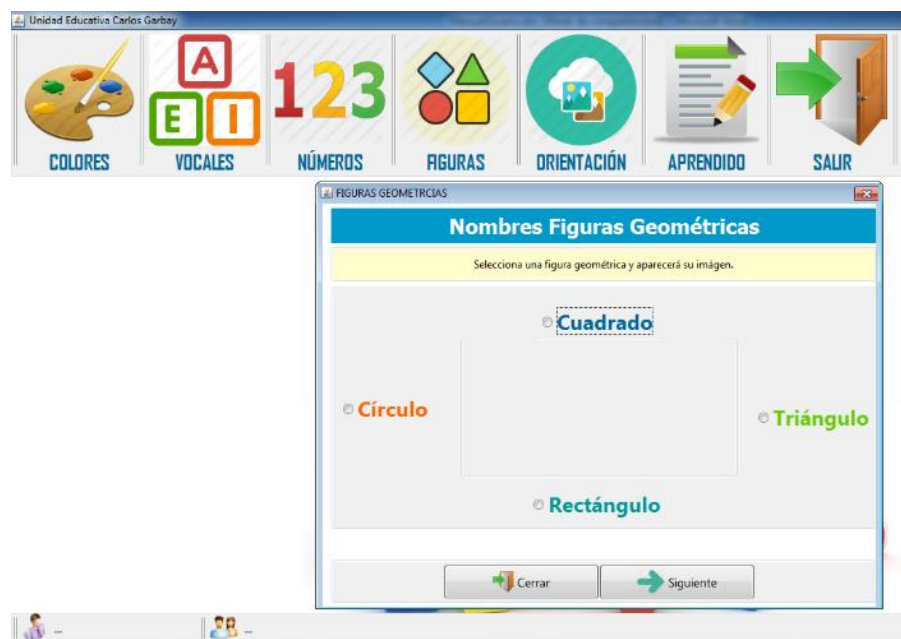 Unidad Educativa Carlos Garbay
A
E I
123
COLORES VOCALES NÚMEROS FIGURAS ORIENTACIÓN APRENDIDO SALIR
FIGURAS GEOMETRCIAS
Nombres Figuras Geométricas
Selecciona una figura geométrica y aparecerá su imágen.
Cuadrado
Círculo
Triángulo
Rectángulo
Cerrar Siguiente
... ...